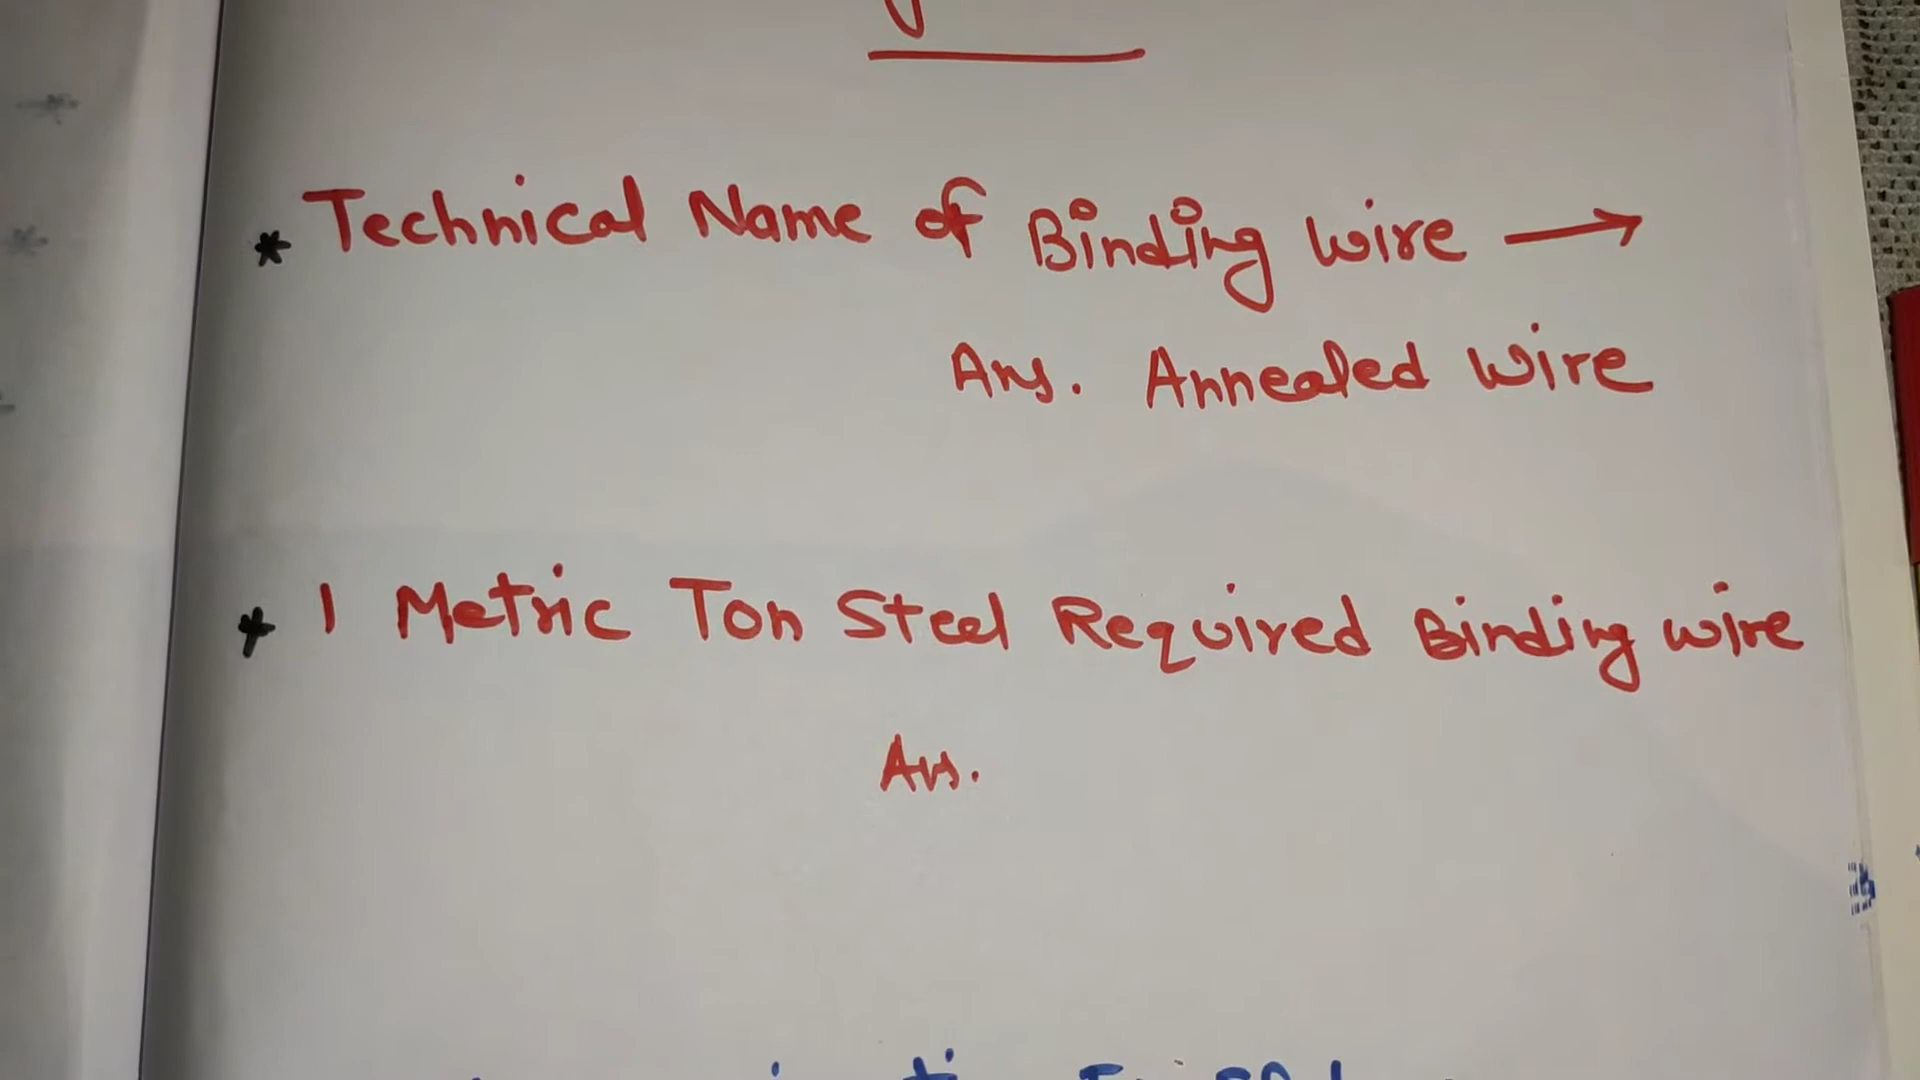 * Technical Name of Binding wire →
Ans. Annealed Wire
* 1 Metric Ton Steel Required Binding wire
Ans.